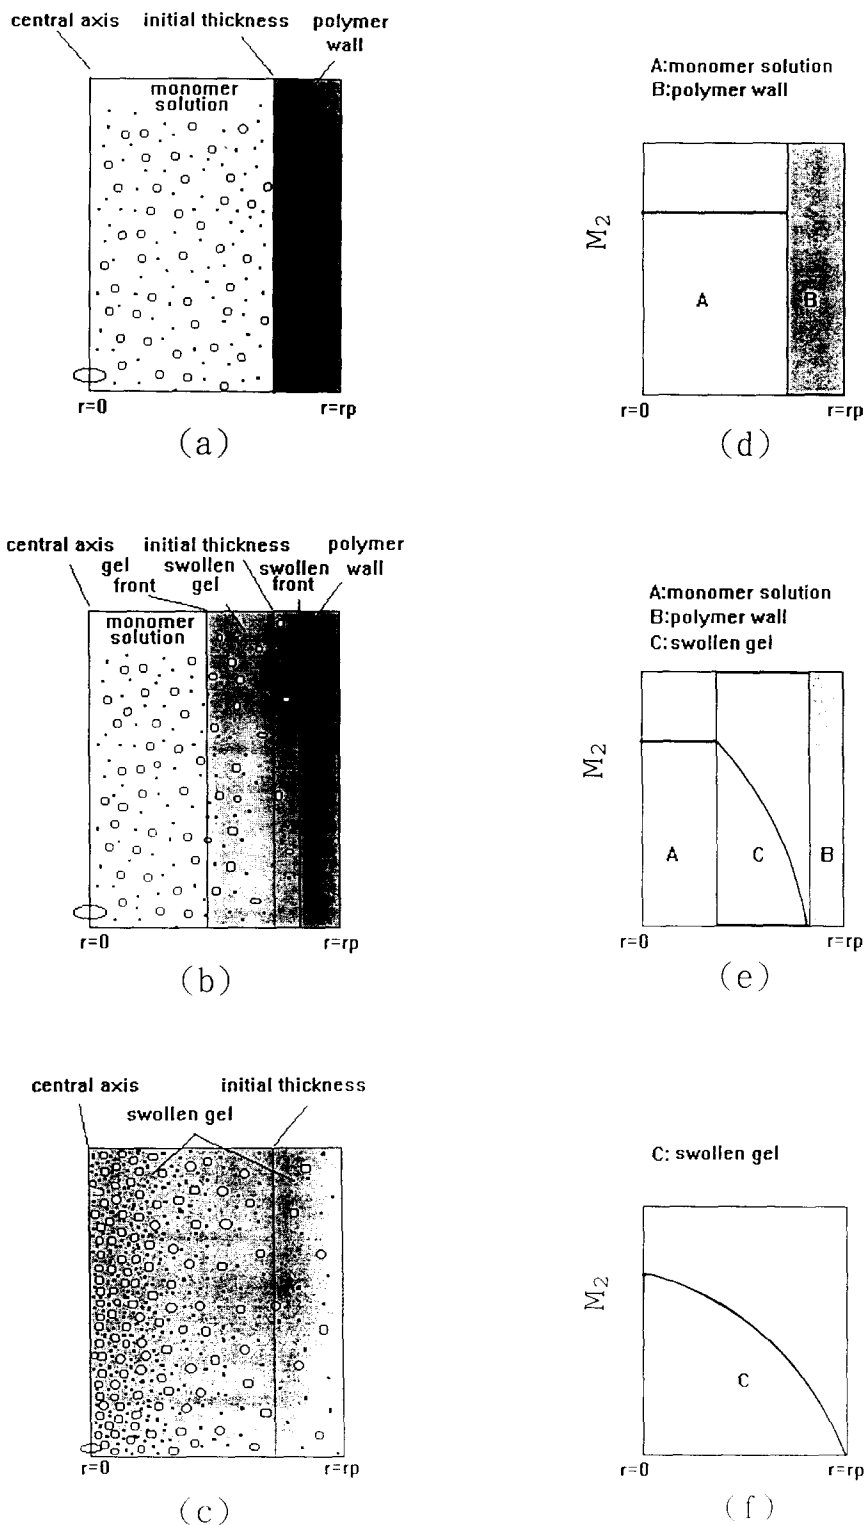 central axis initial thickness polymer wall
monomer solution
r=0 r=rp
(a)
A:monomer solution
B:polymer wall
M2
A B
r=0 r=rp
(d)
central axis initial thickness polymer wall
gel front swollen gel swollen front
monomer solution
r=0 r=rp
(b)
A:monomer solution
B:polymer wall
C:swollen gel
M2
A C B
r=0 r=rp
(e)
central axis initial thickness
swollen gel
r=0 r=rp
(c)
C: swollen gel
M2
C
r=0 r=rp
(f)